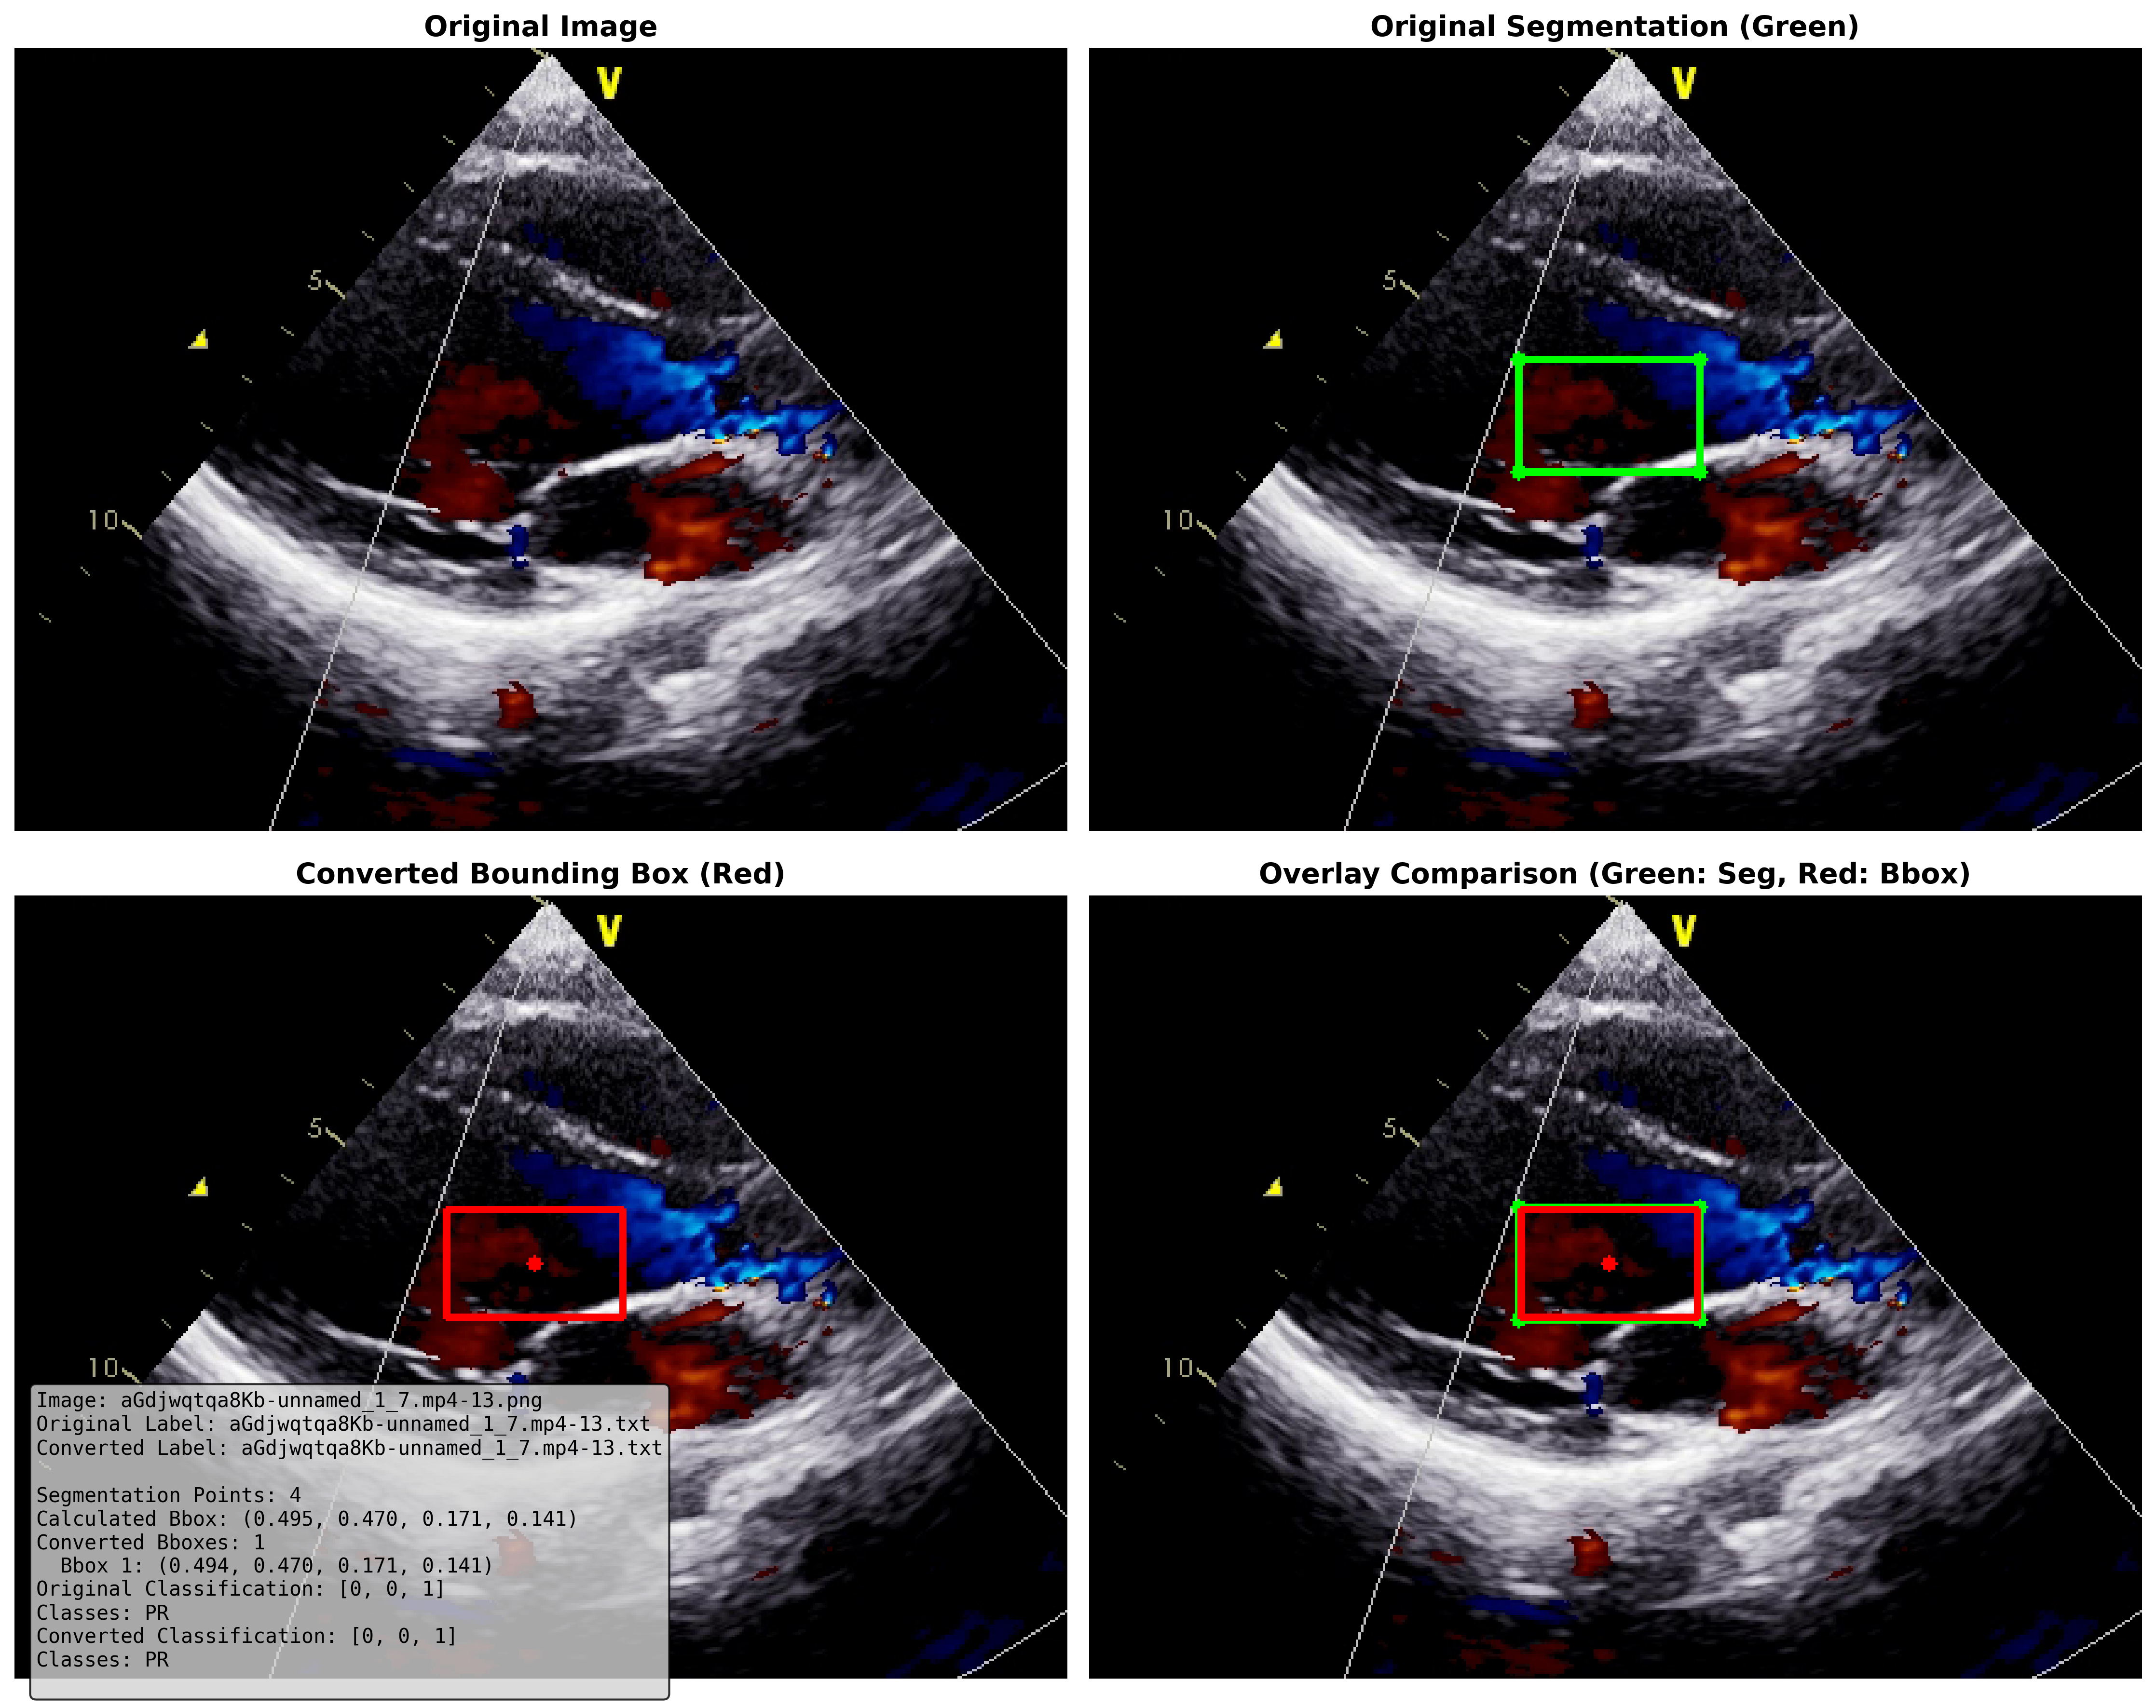 Original Image
Original Segmentation (Green)
V
5
10
V
5
10
Converted Bounding Box (Red)
Overlay Comparison (Green: Seg, Red: Bbox)
V
5
10
V
5
10
Image: aGdjwqtqa8Kb-unnamed_1_7.mp4-13.png
Original Label: aGdjwqtqa8Kb-unnamed_1_7.mp4-13.txt
Converted Label: aGdjwqtqa8Kb-unnamed_1_7.mp4-13.txt
Segmentation Points: 4
Calculated Bbox: (0.495, 0.470, 0.171, 0.141)
Converted Bboxes: 1
Bbox 1: (0.494, 0.470, 0.171, 0.141)
Original Classification: [0, 0, 1]
Classes: PR
Converted Classification: [0, 0, 1]
Classes: PR